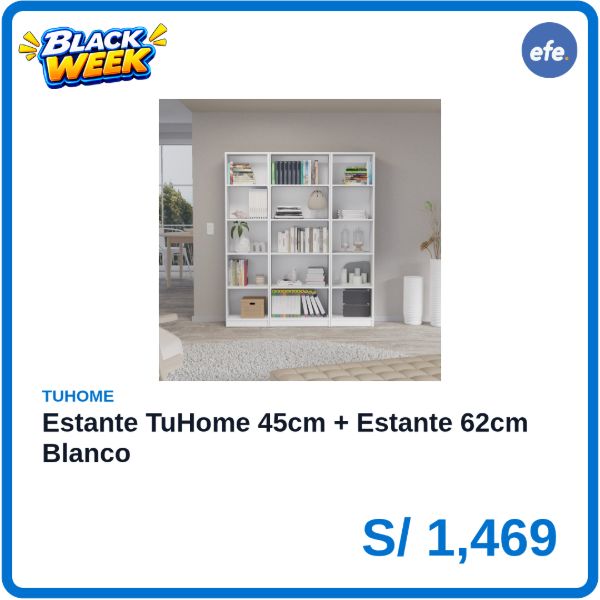 BLACK
WEEK
efe.
TUHOME
Estante TuHome 45cm + Estante 62cm
Blanco
S/ 1,469